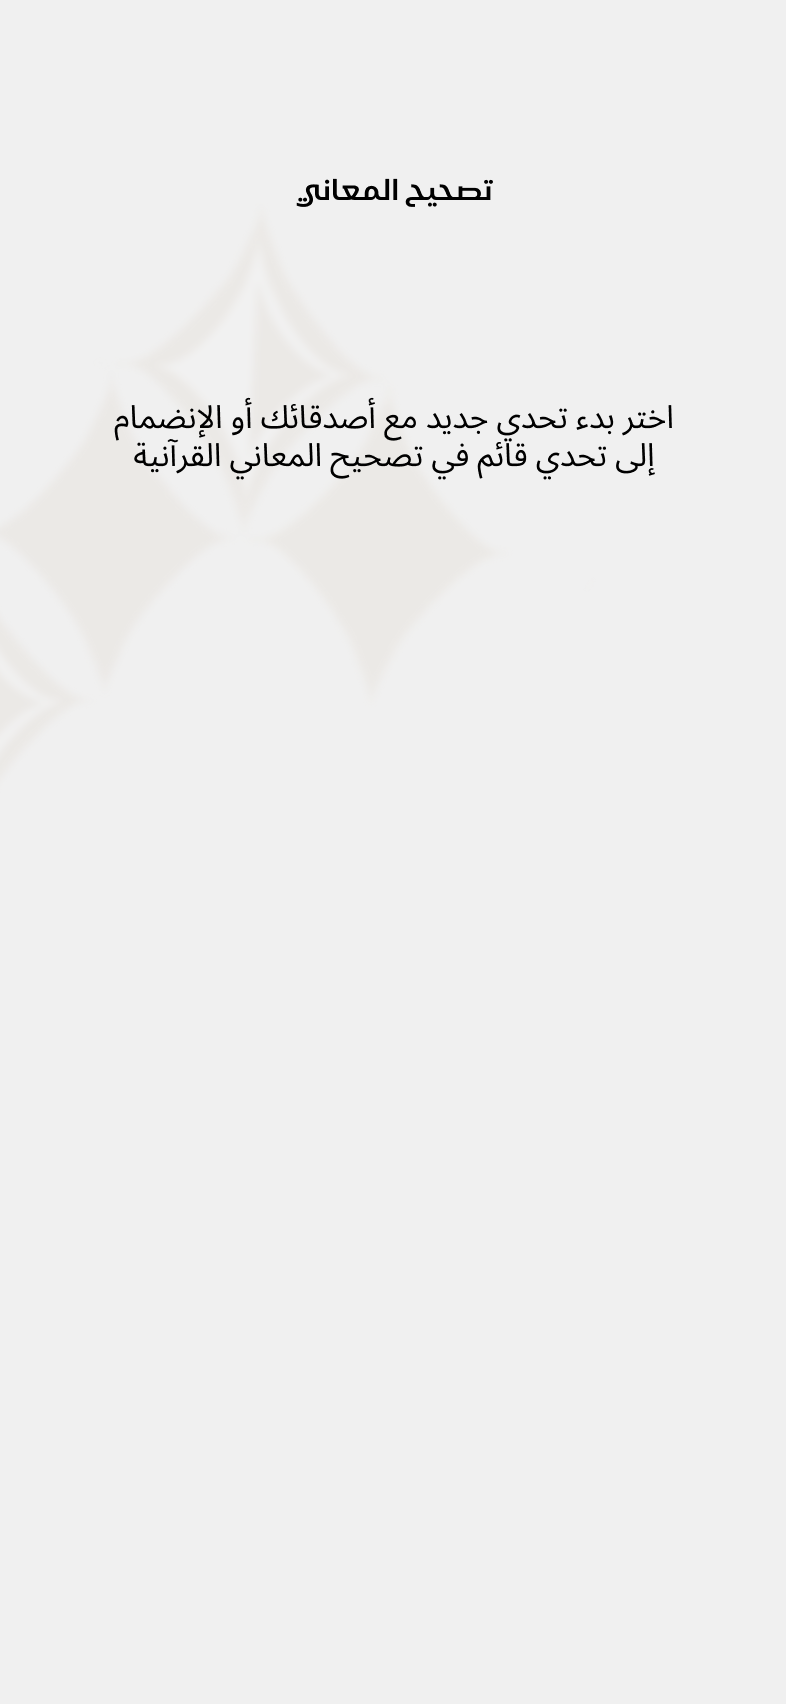 تصحيح المعاني
اختر بدء تحدي جديد مع أصدقائك أو الإنضمام
إلى تحدي قائم في تصحيح المعاني القرآنية